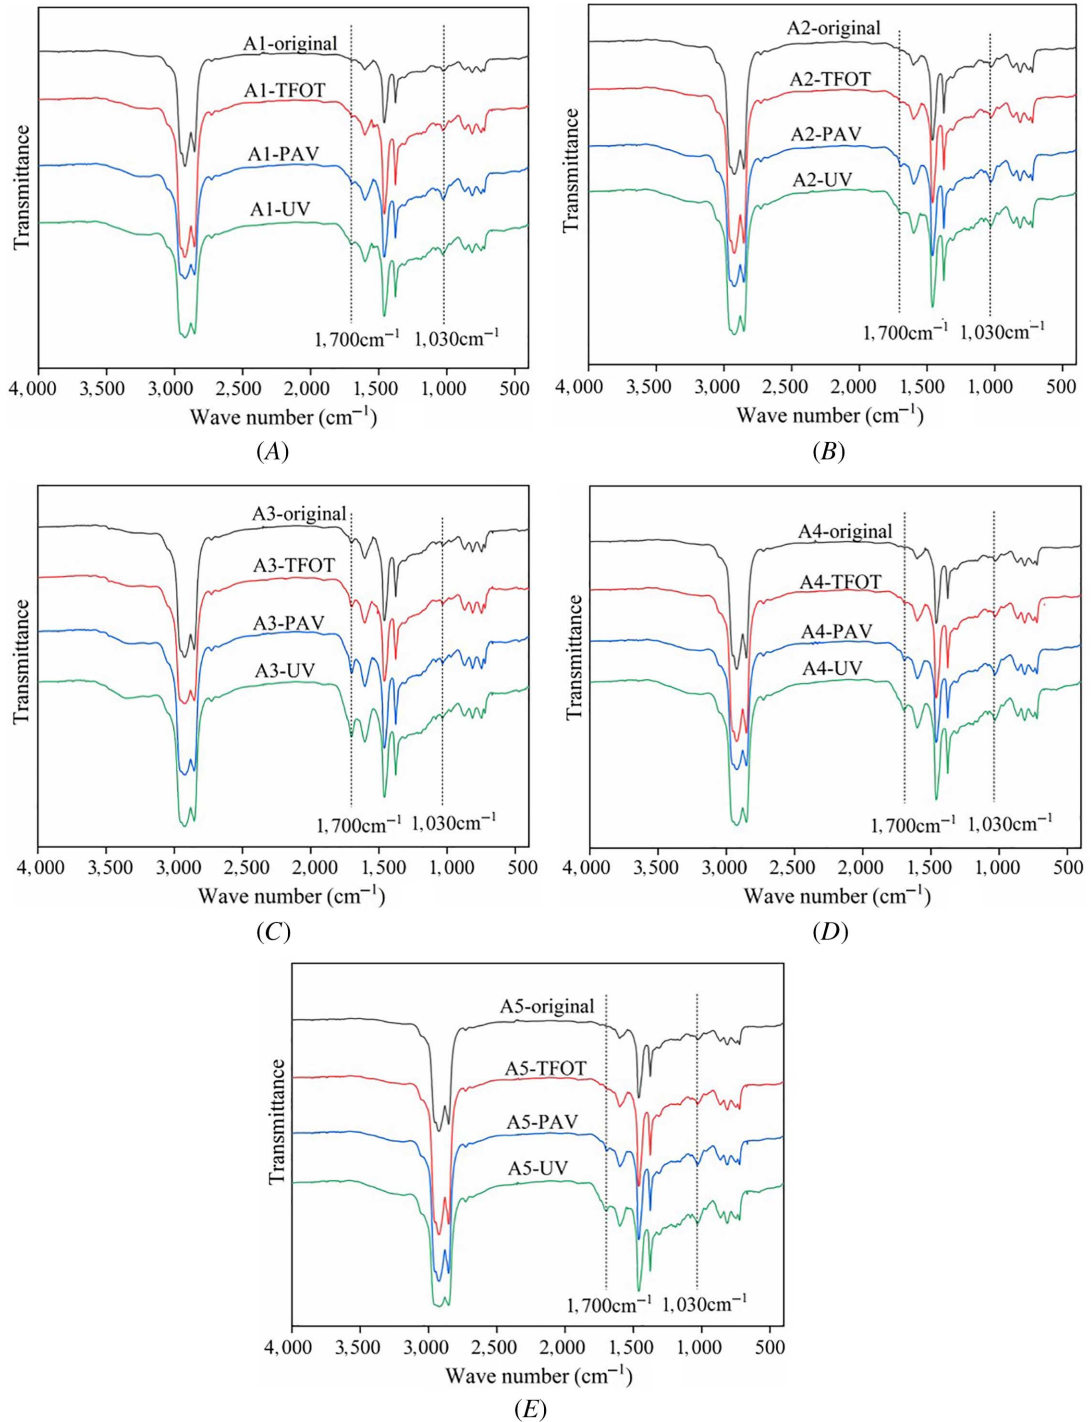 A1-original
A1-TFOT
A1-PAV
A1-UV
Transmittance
1,700cm⁻¹ 1,030cm⁻¹
4,000 3,000 2,000 1,500 1,000 500
Wave number (cm⁻¹)
(A)
A2-original
A2-TFOT
A2-PAV
A2-UV
Transmittance
1,700cm⁻¹ 1,030cm⁻¹
4,000 3,500 3,000 2,500 2,000 1,500 1,000 500
Wave number (cm⁻¹)
(B)
A3-original
A3-TFOT
A3-PAV
A3-UV
Transmittance
1,700cm⁻¹ 1,030cm⁻¹
4,000 3,500 3,000 2,500 2,000 1,500 1,000 500
Wave number (cm⁻¹)
(C)
A4-original
A4-TFOT
A4-PAV
A4-UV
Transmittance
1,700cm⁻¹ 1,030cm⁻¹
4,000 3,000 2,500 2,000 1,500 1,000 500
Wave number (cm⁻¹)
(D)
A5-original
A5-TFOT
A5-PAV
A5-UV
Transmittance
1,700cm⁻¹ 1,030cm⁻¹
4,000 3,500 3,000 2,500 2,000 1,500 1,000 500
Wave number (cm⁻¹)
(E)